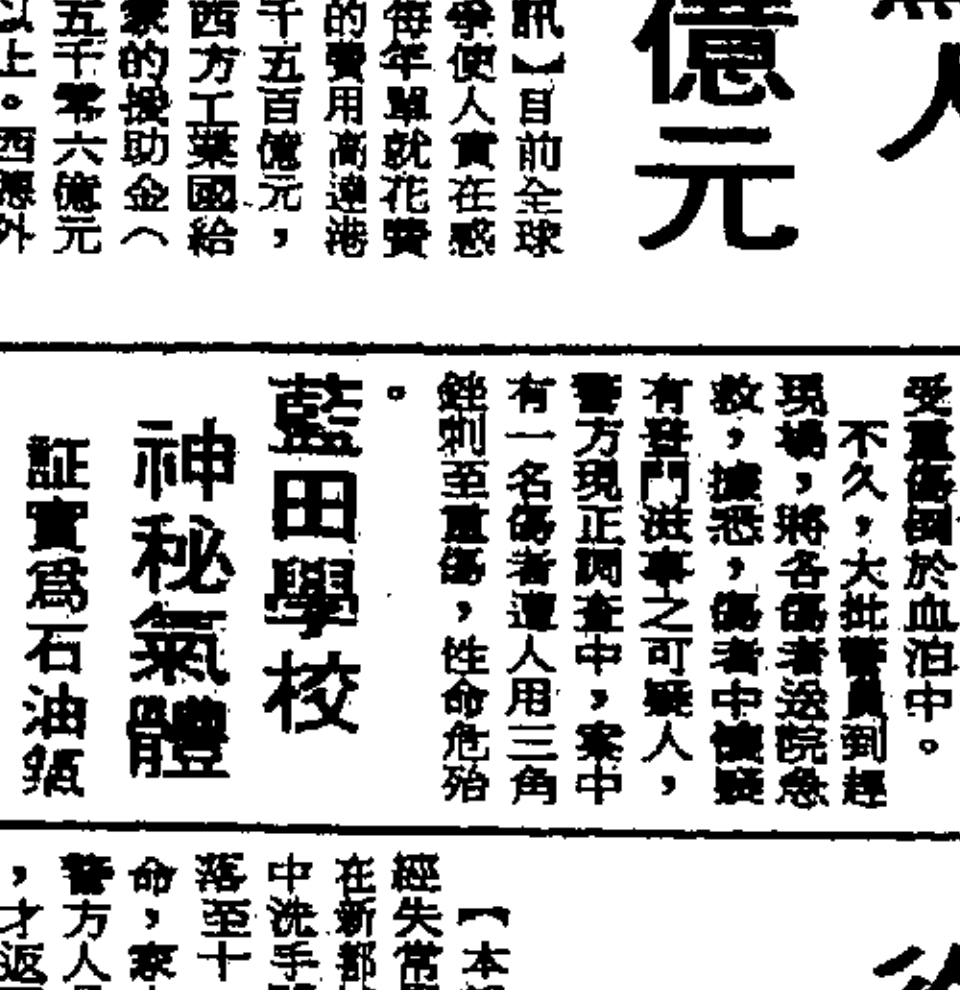 人
億元
訊】目前全球
爭使人實在感
每年單就花費
的費用高達港
千五百億元，
西方工業國給
家的援助金（
五千零六億元
以上。西德外
受重傷倒於血泊中。
不久，大批警員到趕
現場，將各傷者送院急
救，據悉，傷者中懷疑
有登門滋事之可疑人，
警方現正調查中，案中
有一名傷者遭人用三角
銼刺至重傷，性命危殆
。
藍田學校
神秘氣體
証實爲石油氣
【本
經失常
在新都
中洗手
落至十
命，家
警方人
，才返